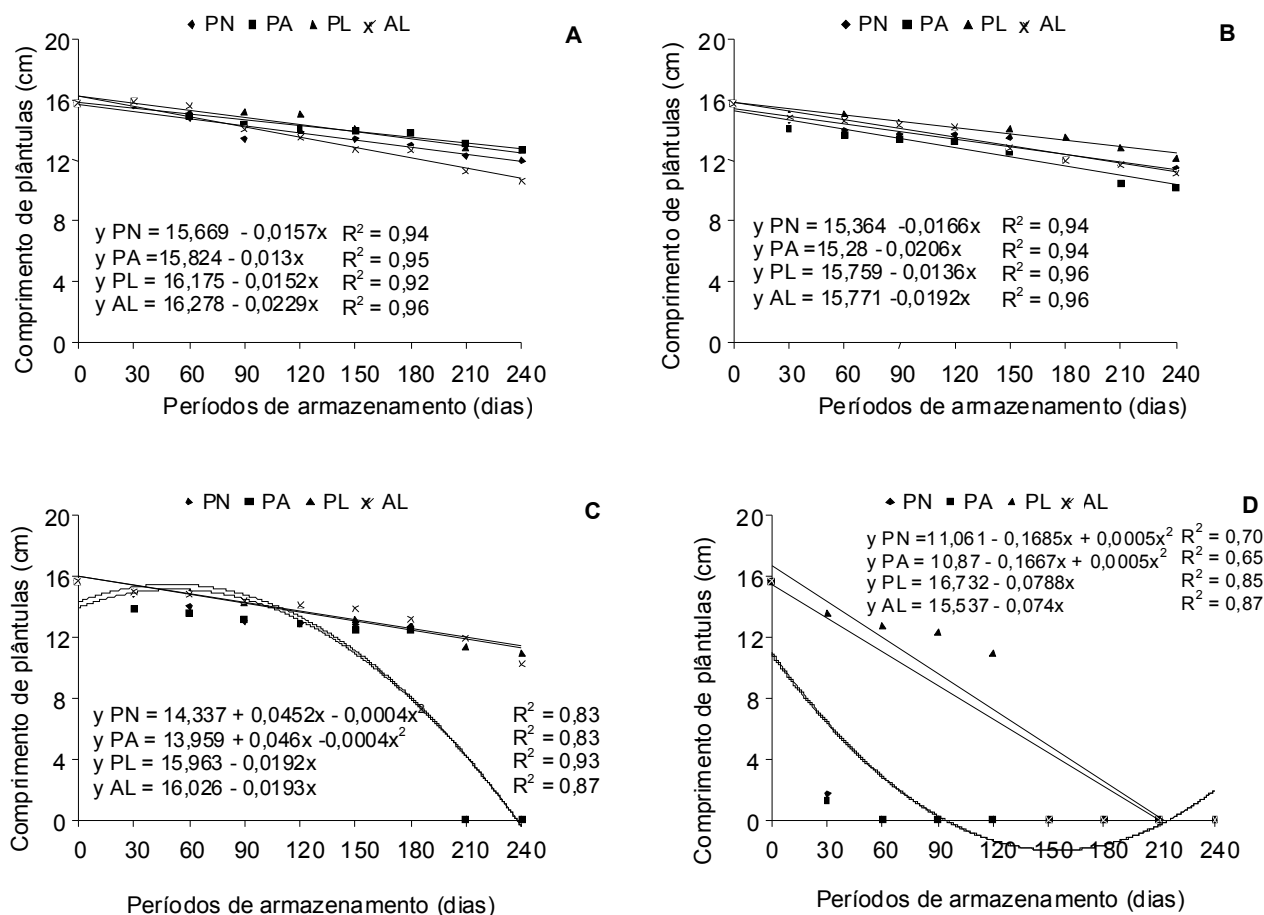 PN PA PL AL
A
Comprimento de plântulas (cm)
20
16
12
8
4
0
y PN = 15,669 - 0,0157x R² = 0,94
y PA =15,824 - 0,013x R² = 0,95
y PL = 16,175 - 0,0152x R² = 0,92
y AL = 16,278 - 0,0229x R² = 0,96
0 30 60 90 120 150 180 210 240
Períodos de armazenamento (dias)
PN PA PL AL
B
Comprimento de plântulas (cm)
20
16
12
8
4
0
y PN = 15,364 -0,0166x R² = 0,94
y PA = 15,28 - 0,0206x R² = 0,94
y PL = 15,759 - 0,0136x R² = 0,96
y AL = 15,771 -0,0192x R² = 0,96
0 30 60 90 120 150 180 210 240
Períodos de armazenamento (dias)
PN PA PL AL
C
Comprimento de plântulas (cm)
20
16
12
8
4
0
y PN = 14,337 + 0,0452x - 0,0004x² R² = 0,83
y PA = 13,959 + 0,046x -0,0004x² R² = 0,83
y PL = 15,963 - 0,0192x R² = 0,93
y AL = 16,026 - 0,0193x R² = 0,87
0 30 60 90 120 150 180 210 240
Períodos de armazenamento (dias)
PN PA PL AL
D
Comprimento de plântulas (cm)
20
16
12
8
4
0
y PN =11,061 - 0,1685x + 0,0005x² R² = 0,70
y PA = 10,87 - 0,1667x + 0,0005x² R² = 0,65
y PL = 16,732 - 0,0788x R² = 0,85
y AL = 15,537 - 0,074x R² = 0,87
0 30 60 90 120 150 180 210 240
Períodos de armazenamento (dias)